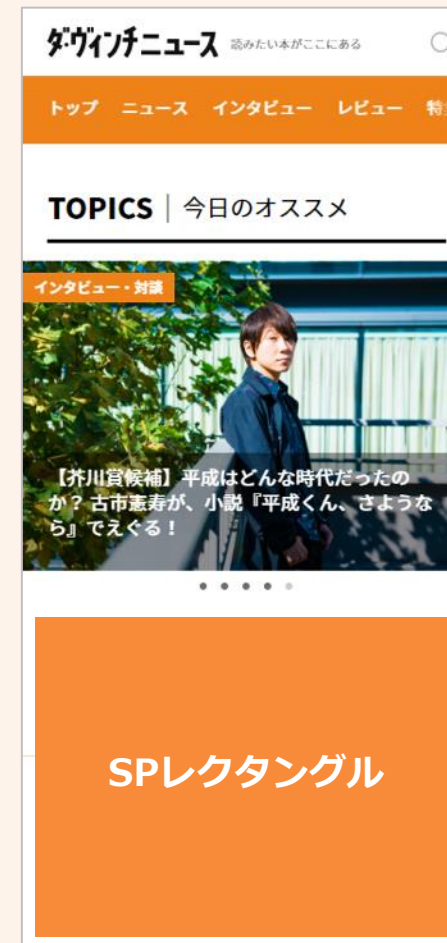 ダ・ヴィンチニュース 読みたい本がここにある
トップ ニュース インタビュー レビュー 特
TOPICS | 今日のオススメ
インタビュー・対談
【芥川賞候補】平成はどんな時代だったの
か？ 古市憲寿が、小説『平成くん、さような
ら』でえぐる！
SPレクタングル